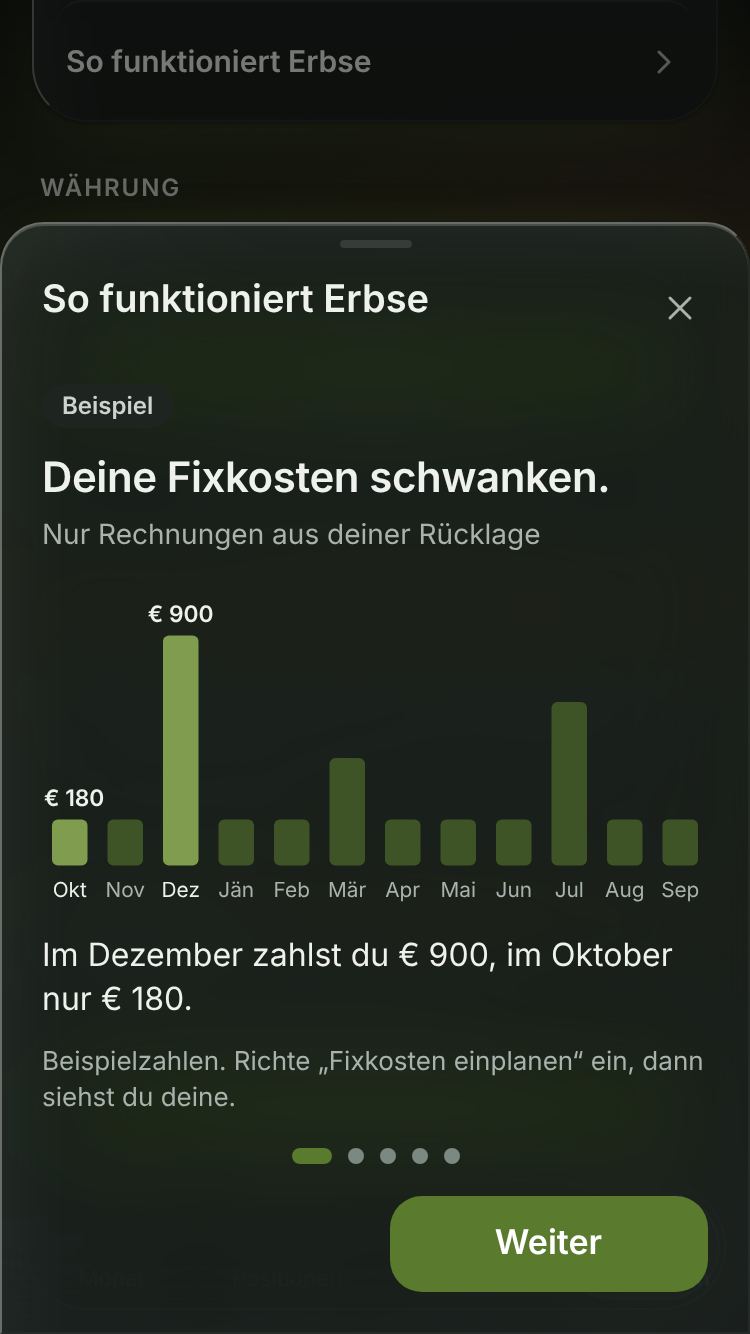 So funktioniert Erbse
WÄHRUNG
So funktioniert Erbse
Beispiel
Deine Fixkosten schwanken.
Nur Rechnungen aus deiner Rücklage
€ 900
€ 180
Okt Nov Dez Jän Feb Mär Apr Mai Jun Jul Aug Sep
Im Dezember zahlst du € 900, im Oktober
nur € 180.
Beispielzahlen. Richte „Fixkosten einplanen“ ein, dann
siehst du deine.
Weiter